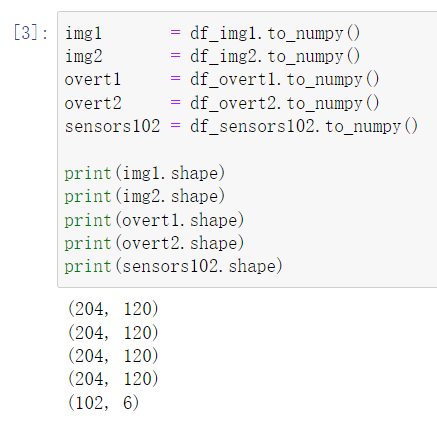 [3]: img1 = df_img1.to_numpy()
img2 = df_img2.to_numpy()
overt1 = df_overt1.to_numpy()
overt2 = df_overt2.to_numpy()
sensors102 = df_sensors102.to_numpy()
print(img1.shape)
print(img2.shape)
print(overt1.shape)
print(overt2.shape)
print(sensors102.shape)
(204, 120)
(204, 120)
(204, 120)
(204, 120)
(102, 6)